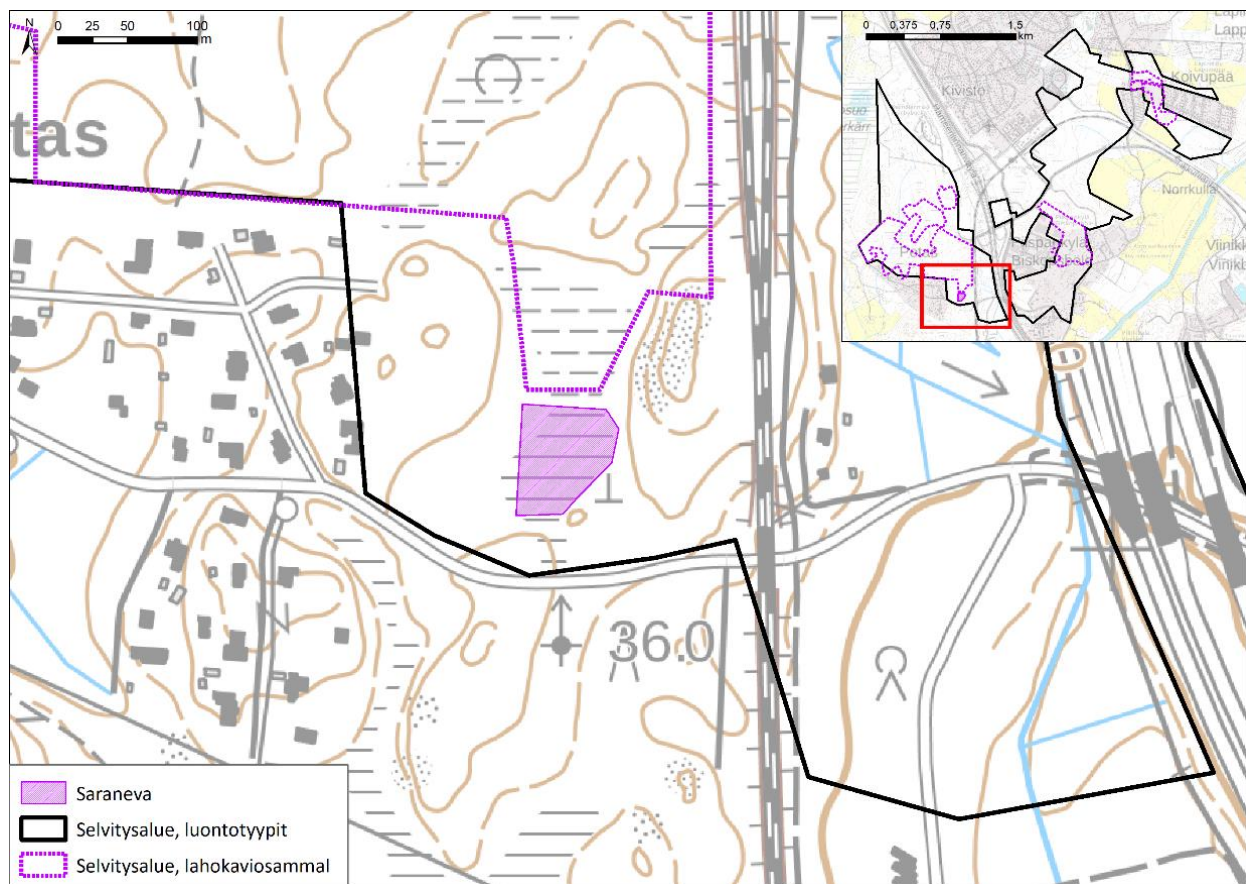 N
0 25 50 100
m
tas
36.0
0 0,375 0,75 1,5
km
Kivistö
Koivupää
Norrkulla
Saraneva
Selvitysalue, luontotyypit
Selvitysalue, lahokaviosammal